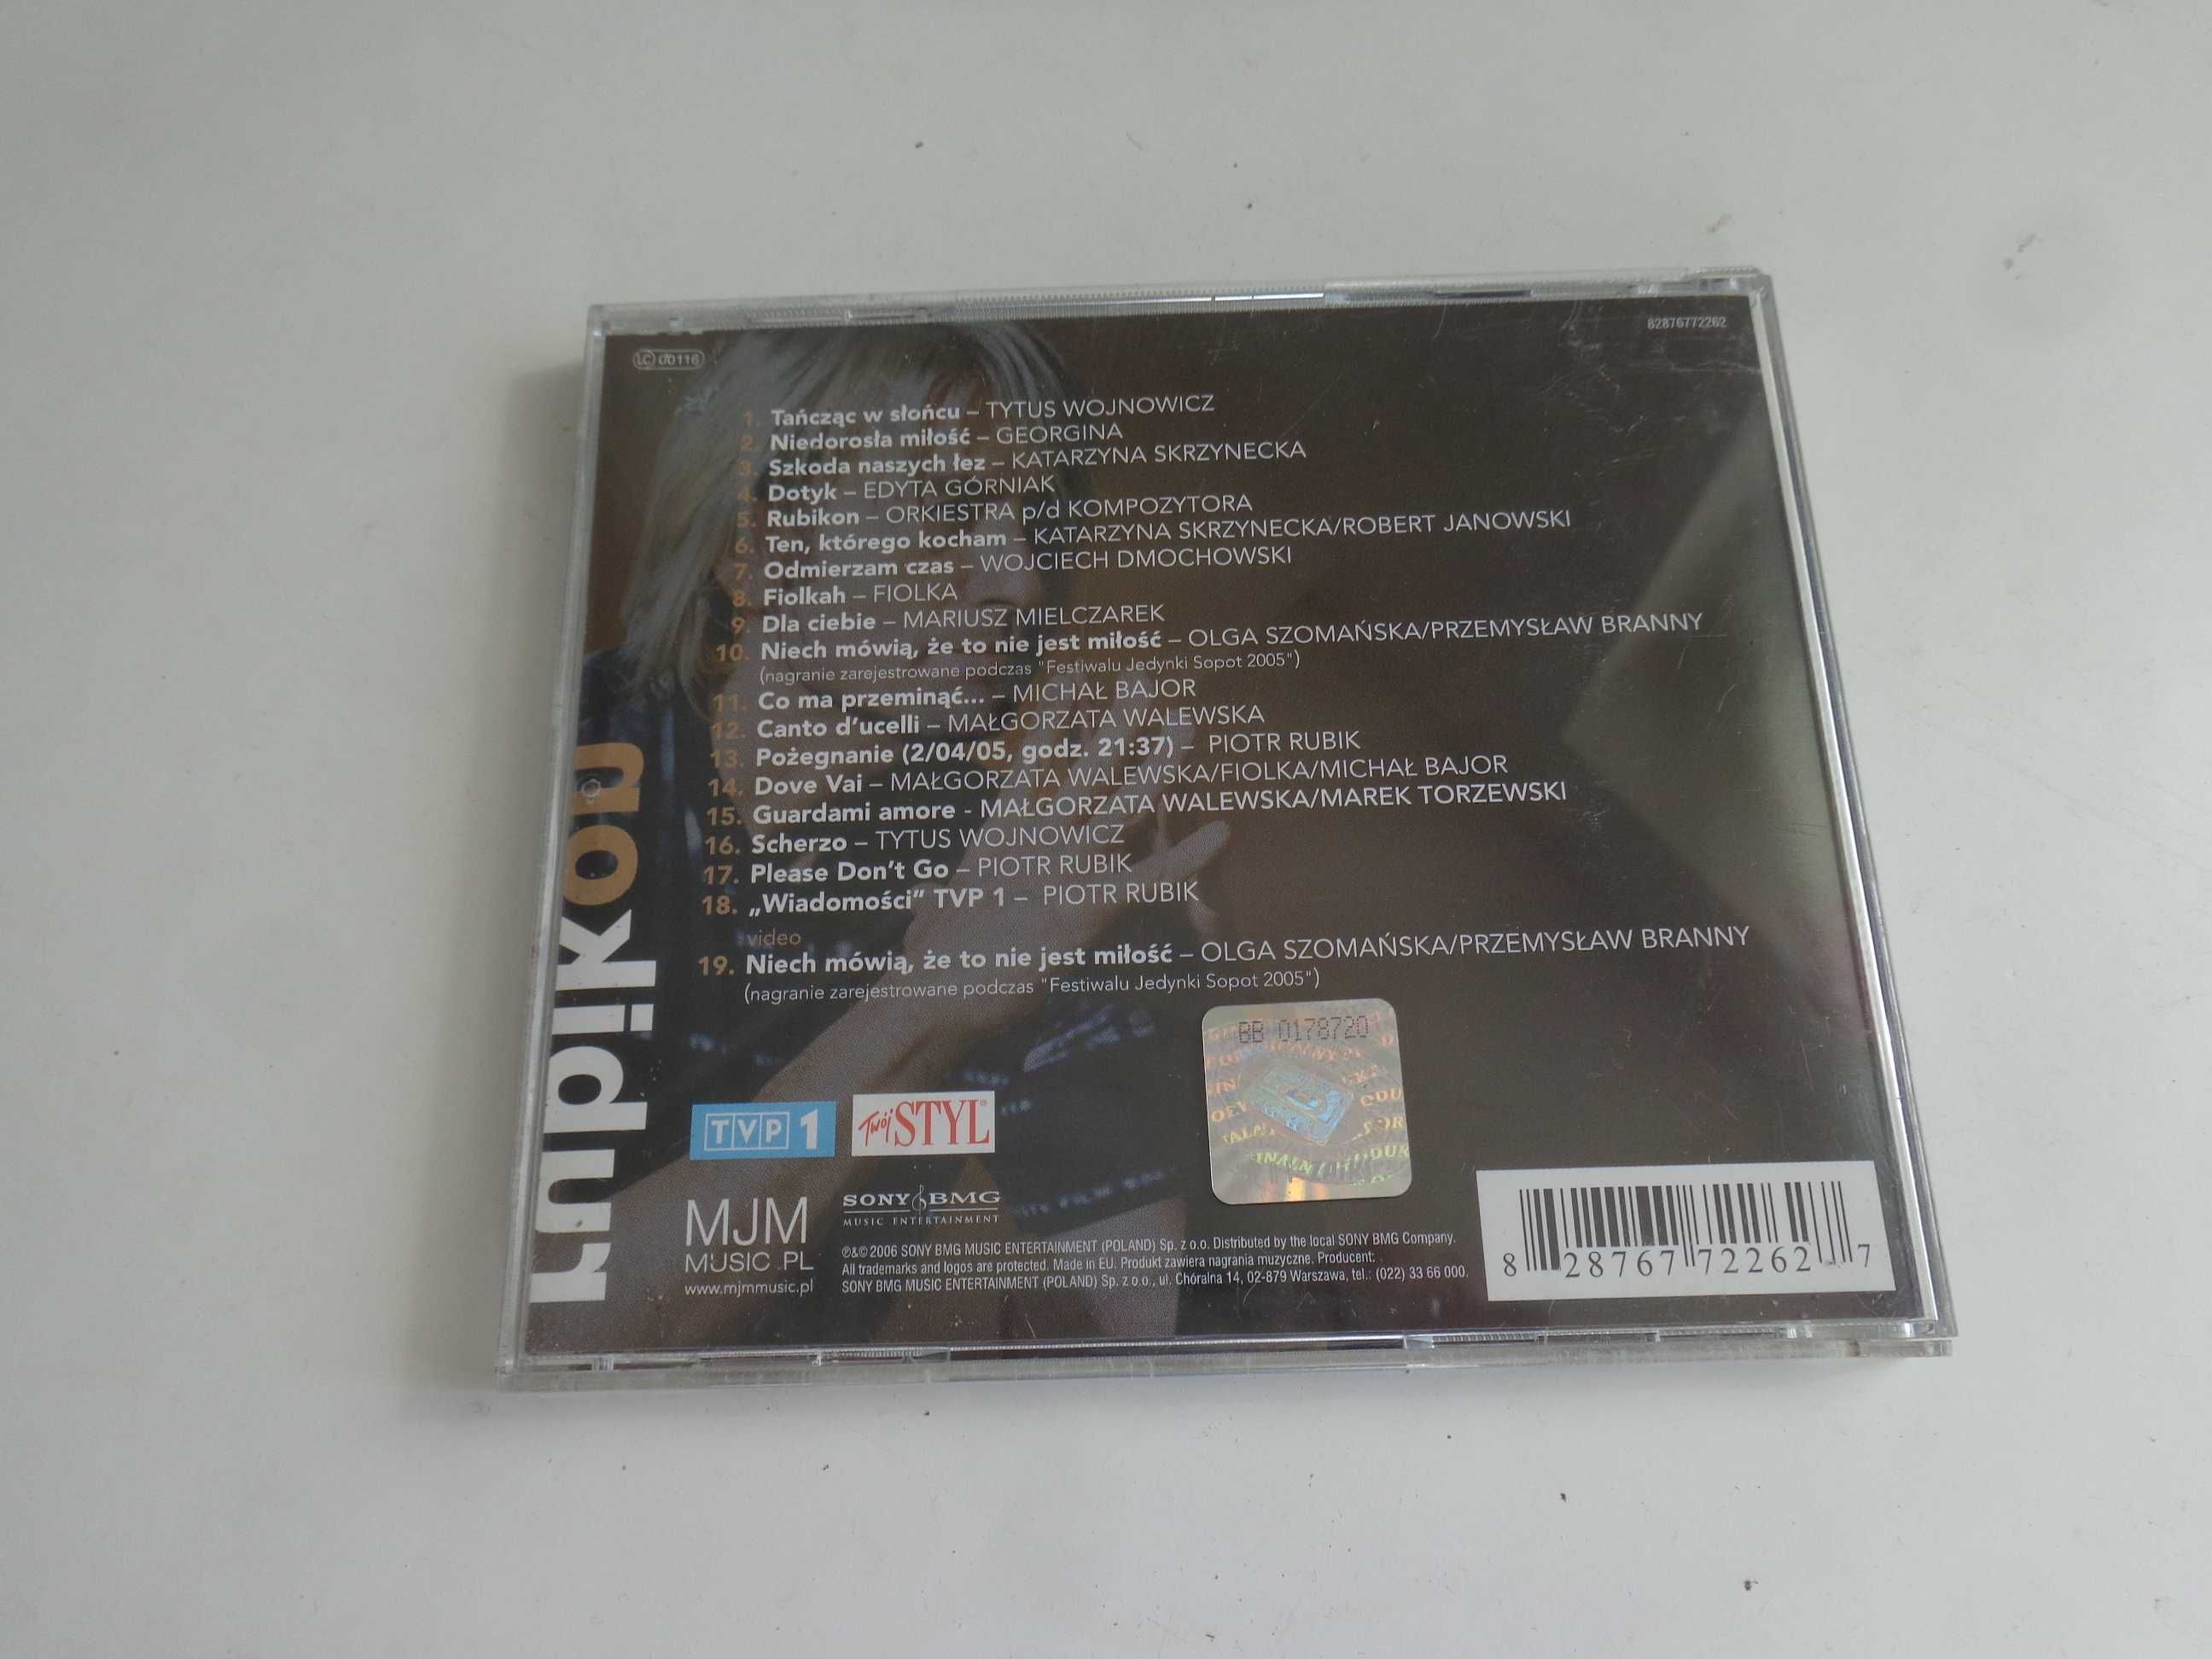 LC 00116
82876772262
1. Tańcząc w słońcu – TYTUS WOJNOWICZ
2. Niedorosła miłość – GEORGINA
3. Szkoda naszych łez – KATARZYNA SKRZYNECKA
4. Dotyk – EDYTA GÓRNIAK
5. Rubikon – ORKIESTRA p/d KOMPOZYTORA
6. Ten, którego kocham – KATARZYNA SKRZYNECKA/ROBERT JANOWSKI
7. Odmierzam czas – WOJCIECH DMOCHOWSKI
8. Fiolkah – FIOLKA
9. Dla ciebie – MARIUSZ MIELCZAREK
10. Niech mówią, że to nie jest miłość – OLGA SZOMAŃSKA/PRZEMYSŁAW BRANNY
(nagranie zarejestrowane podczas "Festiwalu Jedynki Sopot 2005")
11. Co ma przeminąć... – MICHAŁ BAJOR
12. Canto d'ucelli – MAŁGORZATA WALEWSKA
13. Pożegnanie (2/04/05, godz. 21:37) – PIOTR RUBIK
14. Dove Vai – MAŁGORZATA WALEWSKA/FIOLKA/MICHAŁ BAJOR
15. Guardami amore - MAŁGORZATA WALEWSKA/MAREK TORZEWSKI
16. Scherzo – TYTUS WOJNOWICZ
17. Please Don't Go – PIOTR RUBIK
18. „Wiadomości" TVP 1 – PIOTR RUBIK
video
19. Niech mówią, że to nie jest miłość – OLGA SZOMAŃSKA/PRZEMYSŁAW BRANNY
(nagranie zarejestrowane podczas "Festiwalu Jedynki Sopot 2005")
BB 0178720
TVP 1
Twój STYL
MJM
MUSIC PL
www.mjmmusic.pl
SONY BMG
MUSIC ENTERTAINMENT
℗&© 2006 SONY BMG MUSIC ENTERTAINMENT (POLAND) Sp. z o.o. Distributed by the local SONY BMG Company.
All trademarks and logos are protected. Made in EU. Produkt zawiera nagrania muzyczne. Producent:
SONY BMG MUSIC ENTERTAINMENT (POLAND) Sp. z o.o., ul. Chóralna 14, 02-879 Warszawa, tel.: (022) 33 66 000.
8 28767 72262 7